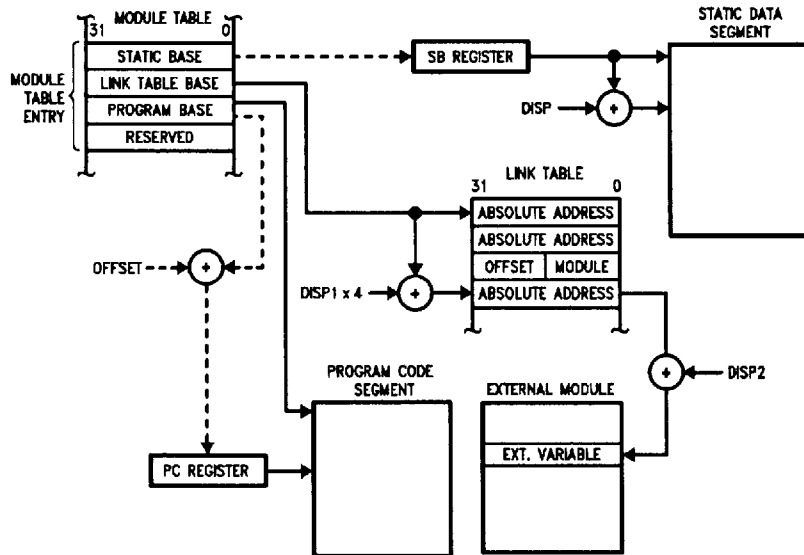 MODULE TABLE
31 0
STATIC BASE
LINK TABLE BASE
PROGRAM BASE
RESERVED
MODULE
TABLE
ENTRY
SB REGISTER
STATIC DATA
SEGMENT
DISP
+
LINK TABLE
31 0
ABSOLUTE ADDRESS
ABSOLUTE ADDRESS
OFFSET MODULE
ABSOLUTE ADDRESS
OFFSET
+
DISP1 x 4
+
+
DISP2
PROGRAM CODE
SEGMENT
EXTERNAL MODULE
EXT. VARIABLE
PC REGISTER